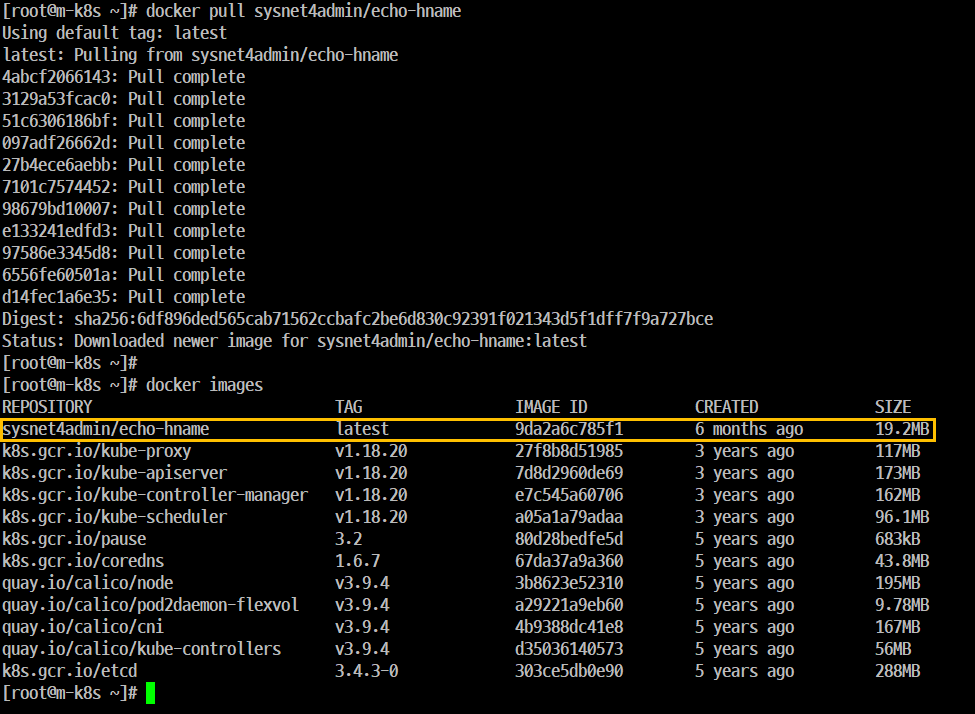 [root@m-k8s ~]# docker pull sysnet4admin/echo-hname
Using default tag: latest
latest: Pulling from sysnet4admin/echo-hname
4abcf2066143: Pull complete
3129a53fcac0: Pull complete
51c6306186bf: Pull complete
097adf26662d: Pull complete
27b4ece6aebb: Pull complete
7101c7574452: Pull complete
98679bd10007: Pull complete
e133241edfd3: Pull complete
97586e3345d8: Pull complete
6556fe60501a: Pull complete
d14fec1a6e35: Pull complete
Digest: sha256:6df896ded565cab71562ccbafc2be6d830c92391f021343d5f1dff7f9a727bce
Status: Downloaded newer image for sysnet4admin/echo-hname:latest
[root@m-k8s ~]#
[root@m-k8s ~]# docker images
REPOSITORY TAG IMAGE ID CREATED SIZE
sysnet4admin/echo-hname latest 9da2a6c785f1 6 months ago 19.2MB
k8s.gcr.io/kube-proxy v1.18.20 27f8b8d51985 3 years ago 117MB
k8s.gcr.io/kube-apiserver v1.18.20 7d8d2960de69 3 years ago 173MB
k8s.gcr.io/kube-controller-manager v1.18.20 e7c545a60706 3 years ago 162MB
k8s.gcr.io/kube-scheduler v1.18.20 a05a1a79adaa 3 years ago 96.1MB
k8s.gcr.io/pause 3.2 80d28bedfe5d 5 years ago 683kB
k8s.gcr.io/coredns 1.6.7 67da37a9a360 5 years ago 43.8MB
quay.io/calico/node v3.9.4 3b8623e52310 5 years ago 195MB
quay.io/calico/pod2daemon-flexvol v3.9.4 a29221a9eb60 5 years ago 9.78MB
quay.io/calico/cni v3.9.4 4b9388dc41e8 5 years ago 167MB
quay.io/calico/kube-controllers v3.9.4 d35036140573 5 years ago 56MB
k8s.gcr.io/etcd 3.4.3-0 303ce5db0e90 5 years ago 288MB
[root@m-k8s ~]#